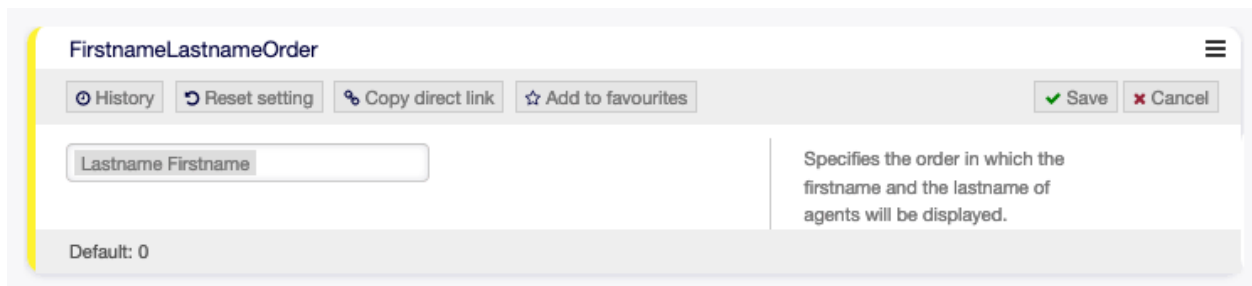 FirstnameLastnameOrder
History Reset setting Copy direct link Add to favourites Save Cancel
Lastname Firstname
Specifies the order in which the
firstname and the lastname of
agents will be displayed.
Default: 0